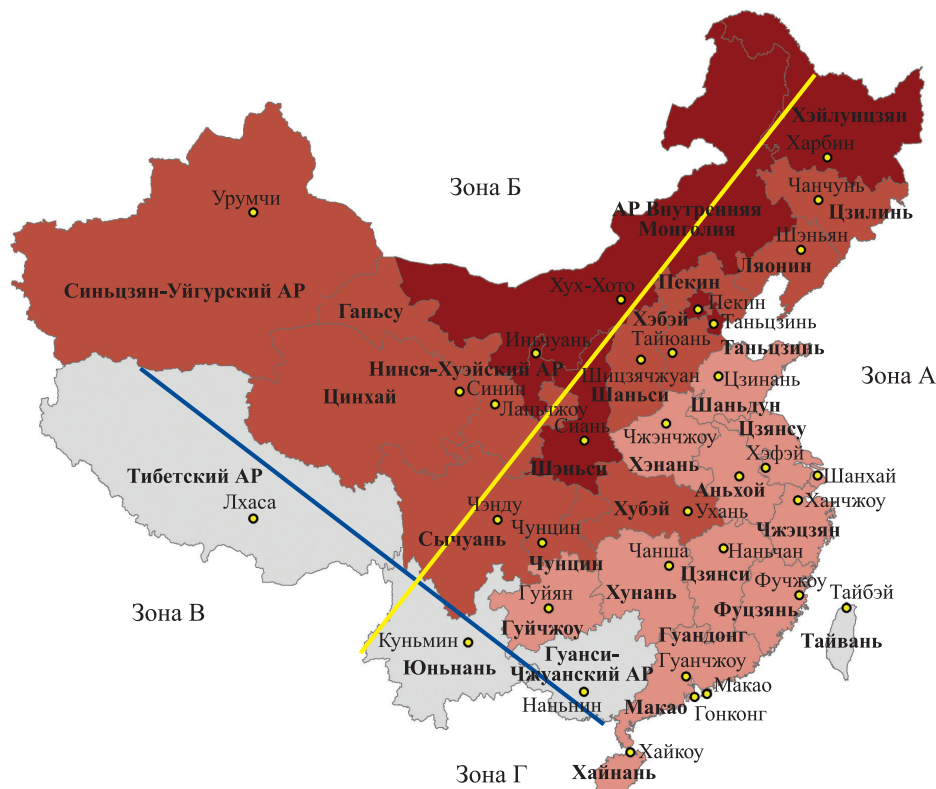 Хэйлунцзян
Харбин
Зона Б
Чанчунь
Урумчи
Цзилинь
АР Внутренняя
Монголия
Шэньян
Ляонин
Синьцзян-Уйгурский АР
Пекин
Хух-Хото
Ганьсу
Пекин
Хэбэй
Таньцзинь
Иньчуань
Тайюань
Таньцзинь
Нинся-Хуэйский АР
Шицзячжуан
Зона А
Цзинань
Синин
Цинхай
Шаньси
Ланьчжоу
Шаньдун
Цзянсу
Сиань
Чжэнчжоу
Хэфэй
Хэнань
Шэньси
Тибетский АР
Шанхай
Аньхой
Ханчжоу
Лхаса
Чэнду
Хубэй
Ухань
Чунцин
Чжэцзян
Сычуань
Чанша
Наньчан
Чунцин
Цзянси
Фучжоу
Гуйян
Хунань
Тайбэй
Зона В
Фуцзянь
Гуйчжоу
Гуандонг
Тайвань
Куньмин
Гуанси-
Чжуанский АР
Гуанчжоу
Юньнань
Макао
Наньнин
Макао
Гонконг
Хайкоу
Зона Г
Хайнань